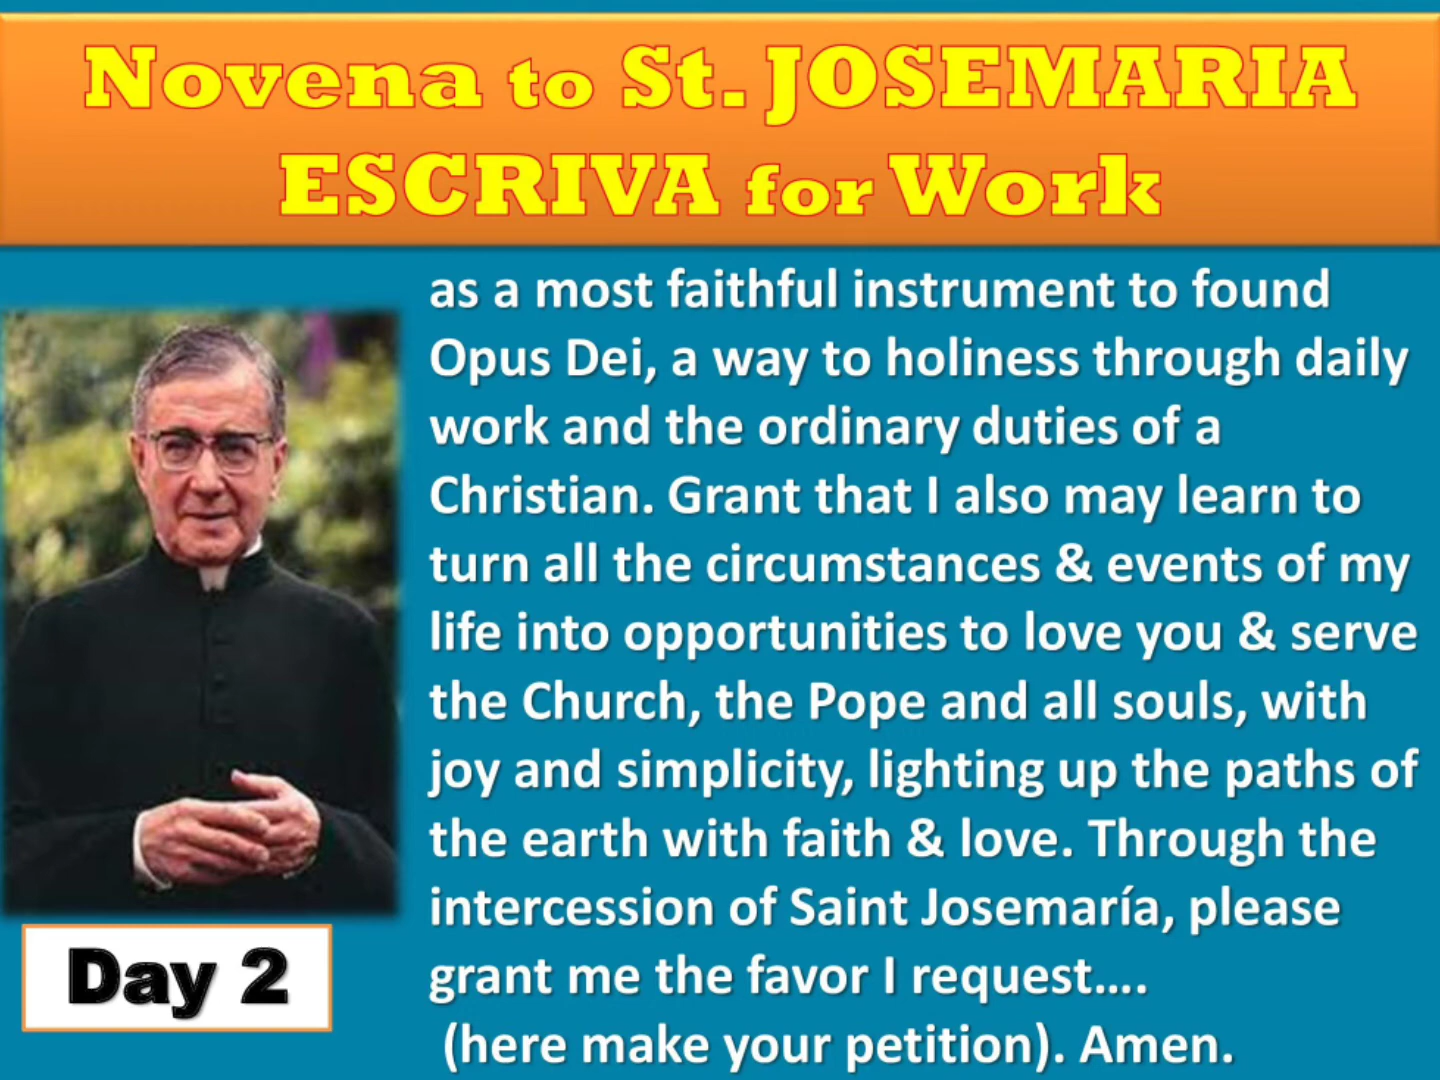 Novena to St. JOSEMARIA
ESCRIVA for Work
as a most faithful instrument to found
Opus Dei, a way to holiness through daily
work and the ordinary duties of a
Christian. Grant that I also may learn to
turn all the circumstances & events of my
life into opportunities to love you & serve
the Church, the Pope and all souls, with
joy and simplicity, lighting up the paths of
the earth with faith & love. Through the
intercession of Saint Josemaría, please
grant me the favor I request....
(here make your petition). Amen.
Day 2